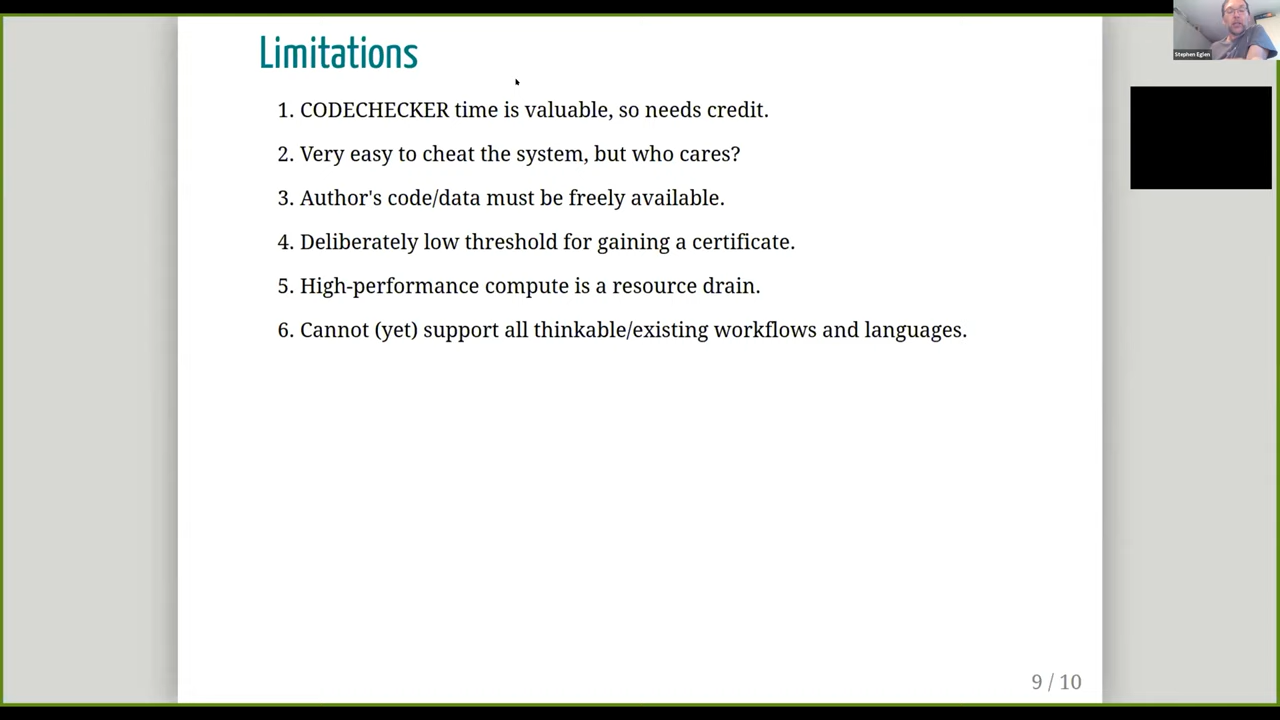 Limitations
1. CODECHECKER time is valuable, so needs credit.
2. Very easy to cheat the system, but who cares?
3. Author's code/data must be freely available.
4. Deliberately low threshold for gaining a certificate.
5. High-performance compute is a resource drain.
6. Cannot (yet) support all thinkable/existing workflows and languages.
9 / 10
Stephen Eglen